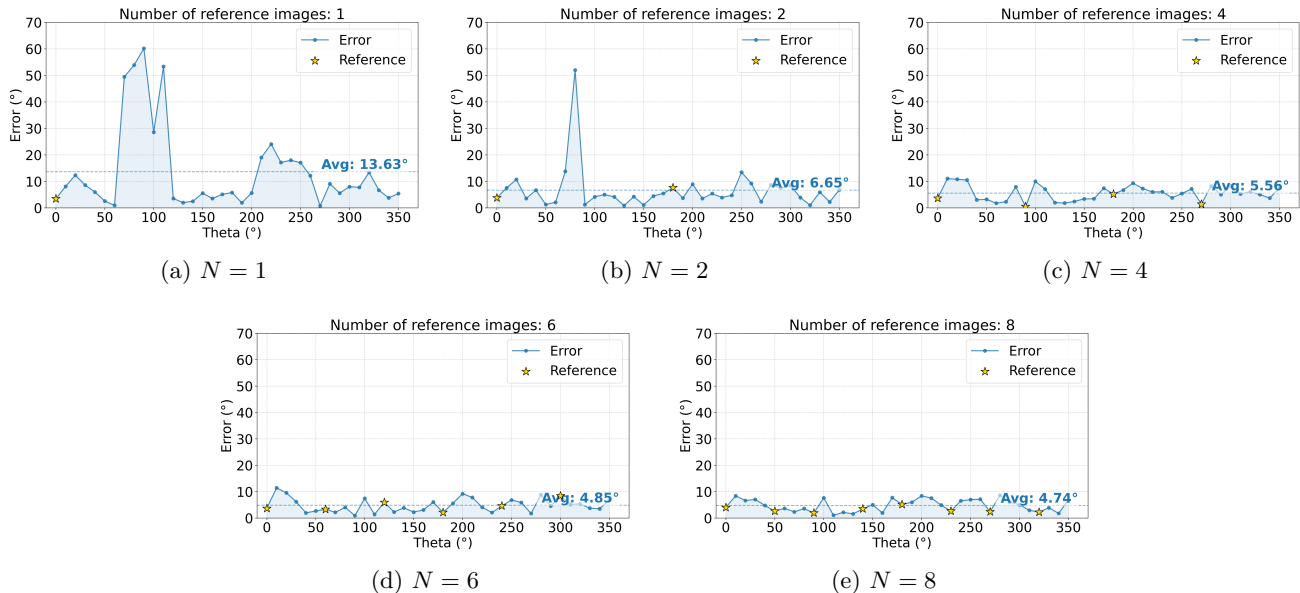 Number of reference images: 1
Error (°)
70
60
50
40
30
20
10
0
Error
Reference
Avg: 13.63°
0 50 100 150 200 250 300 350
Theta (°)
(a) N = 1
Number of reference images: 2
Error (°)
70
60
50
40
30
20
10
0
Error
Reference
Avg: 6.65°
0 50 100 150 200 250 300 350
Theta (°)
(b) N = 2
Number of reference images: 4
Error (°)
70
60
50
40
30
20
10
0
Error
Reference
Avg: 5.56°
0 50 100 150 200 250 300 350
Theta (°)
(c) N = 4
Number of reference images: 6
Error (°)
70
60
50
40
30
20
10
0
Error
Reference
Avg: 4.85°
0 50 100 150 200 250 300 350
Theta (°)
(d) N = 6
Number of reference images: 8
Error (°)
70
60
50
40
30
20
10
0
Error
Reference
Avg: 4.74°
0 50 100 150 200 250 300 350
Theta (°)
(e) N = 8